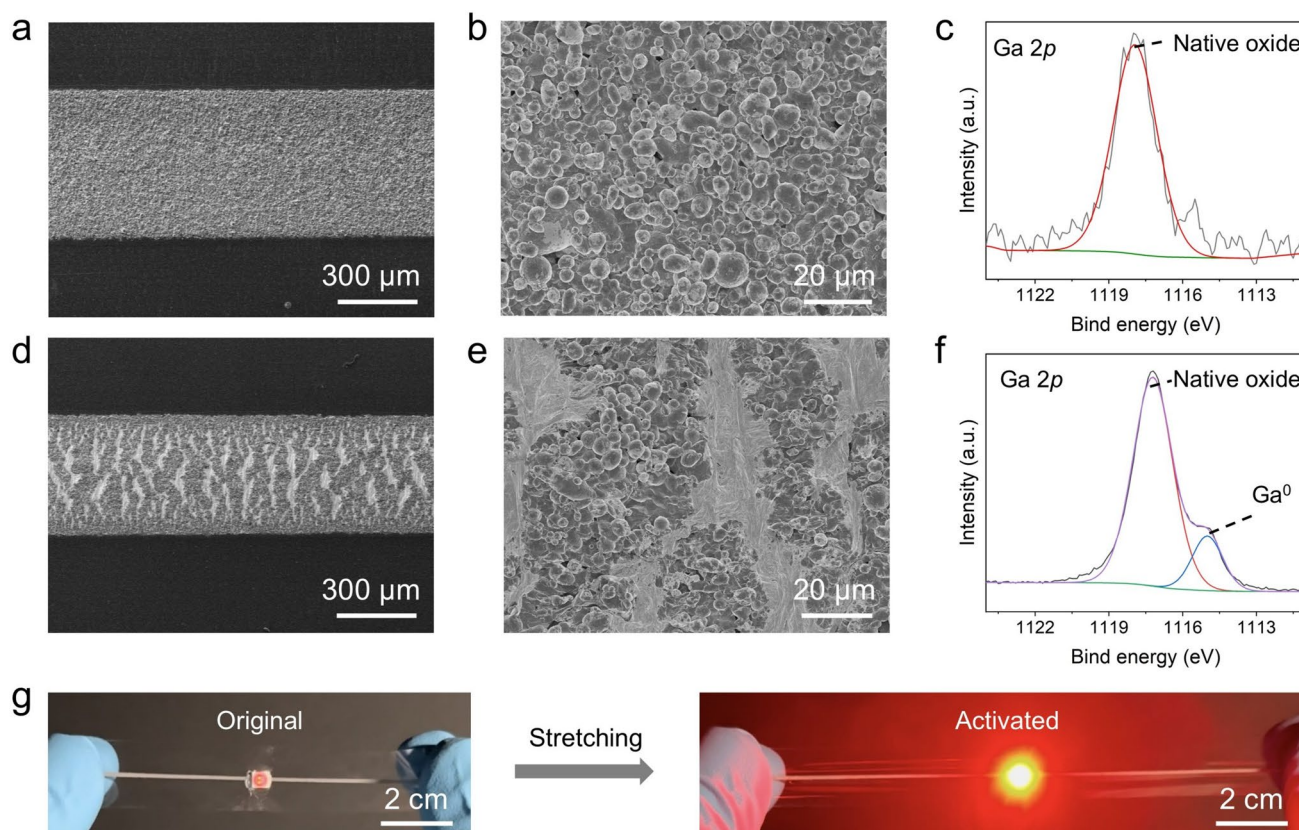 a
300 µm
b
20 µm
c
Ga 2p
Native oxide
Intensity (a.u.)
1122 1119 1116 1113
Bind energy (eV)
d
300 µm
e
20 µm
f
Ga 2p
Native oxide
Ga⁰
Intensity (a.u.)
1122 1119 1116 1113
Bind energy (eV)
g
Original
2 cm
Stretching
Activated
2 cm